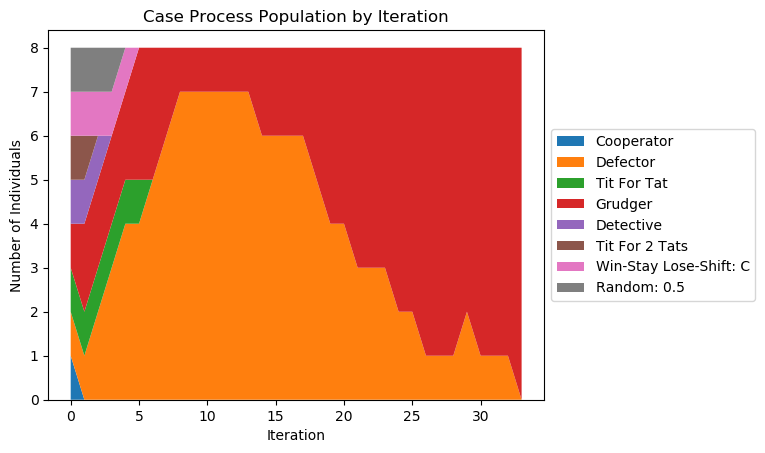 Case Process Population by Iteration
Number of Individuals
8
7
6
5
4
3
2
1
0
0 5 10 15 20 25 30
Iteration
Cooperator
Defector
Tit For Tat
Grudger
Detective
Tit For 2 Tats
Win-Stay Lose-Shift: C
Random: 0.5